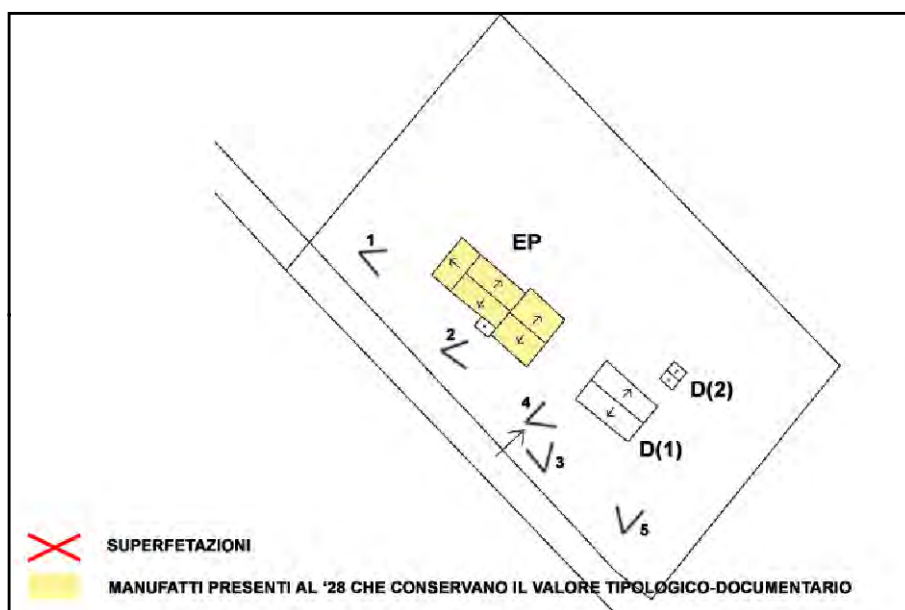 1
EP
2
D(2)
4
D(1)
3
5
SUPERFETAZIONI
MANUFATTI PRESENTI AL '28 CHE CONSERVANO IL VALORE TIPOLOGICO-DOCUMENTARIO